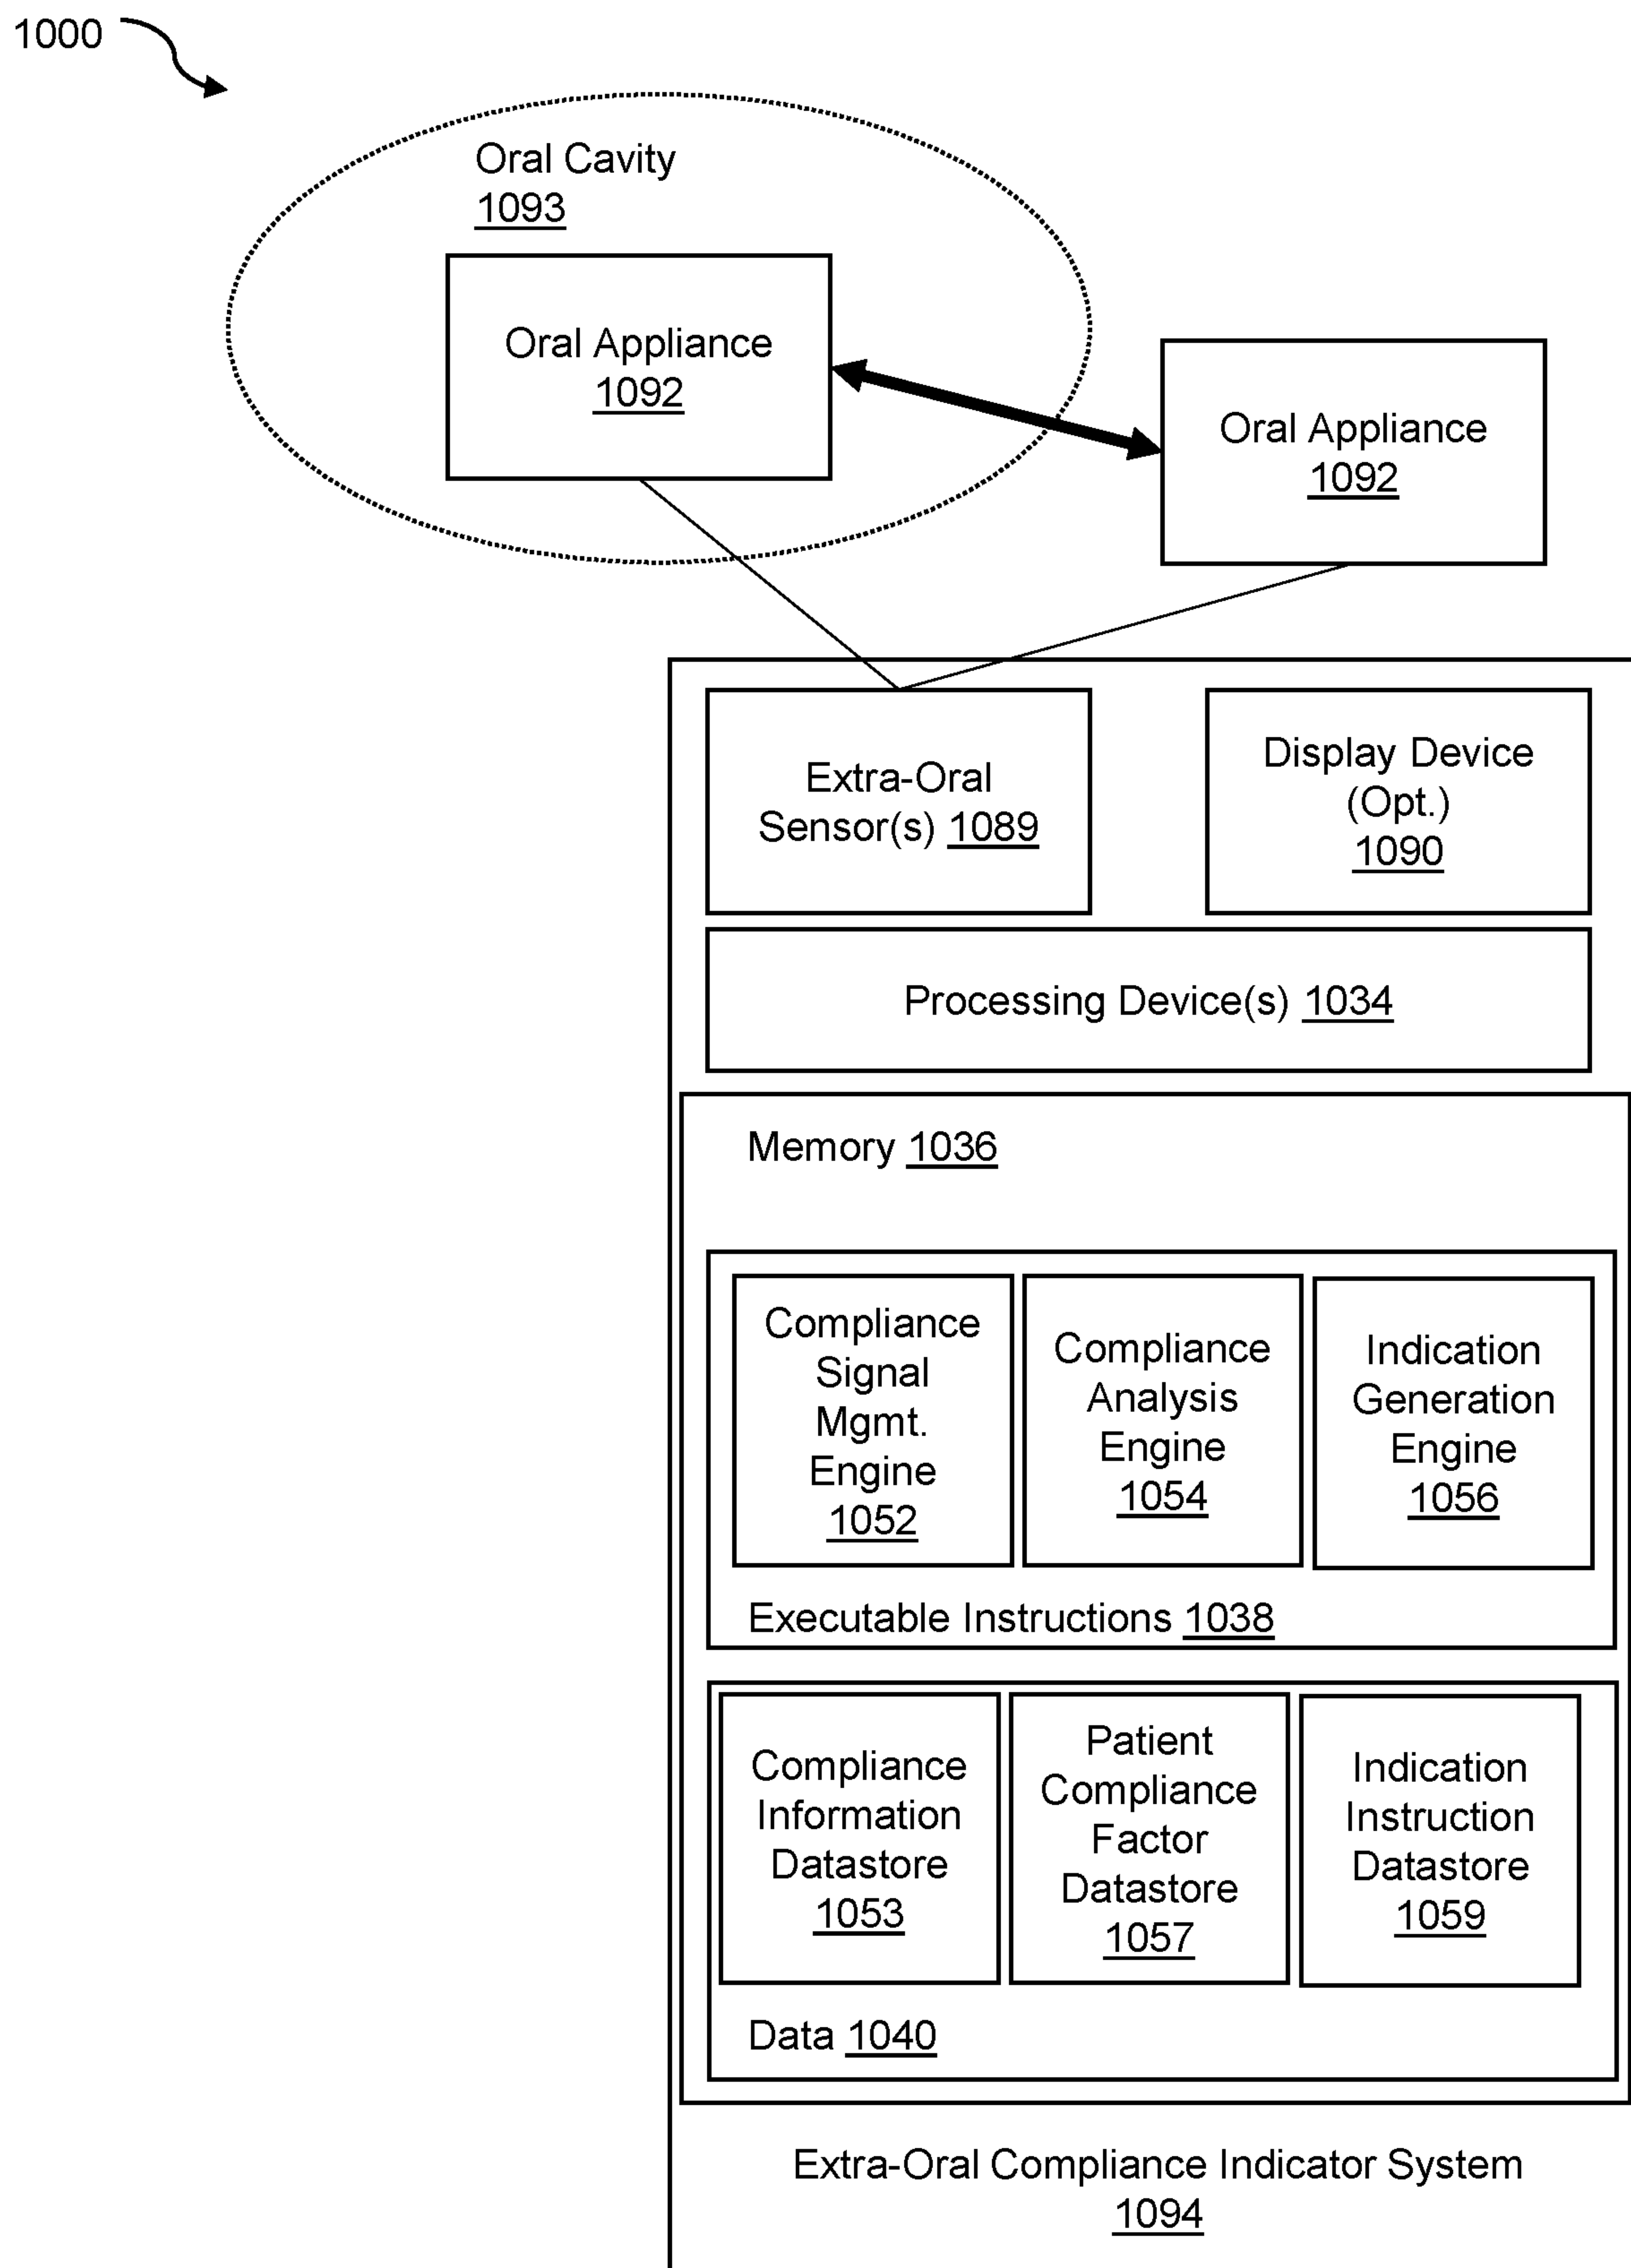 1000
Oral Cavity
1093
Oral Appliance
1092
Oral Appliance
1092
Extra-Oral
Sensor(s) 1089
Display Device
(Opt.)
1090
Processing Device(s) 1034
Memory 1036
Compliance
Signal
Mgmt.
Engine
1052
Compliance
Analysis
Engine
1054
Indication
Generation
Engine
1056
Executable Instructions 1038
Compliance
Information
Datastore
1053
Patient
Compliance
Factor
Datastore
1057
Indication
Instruction
Datastore
1059
Data 1040
Extra-Oral Compliance Indicator System
1094